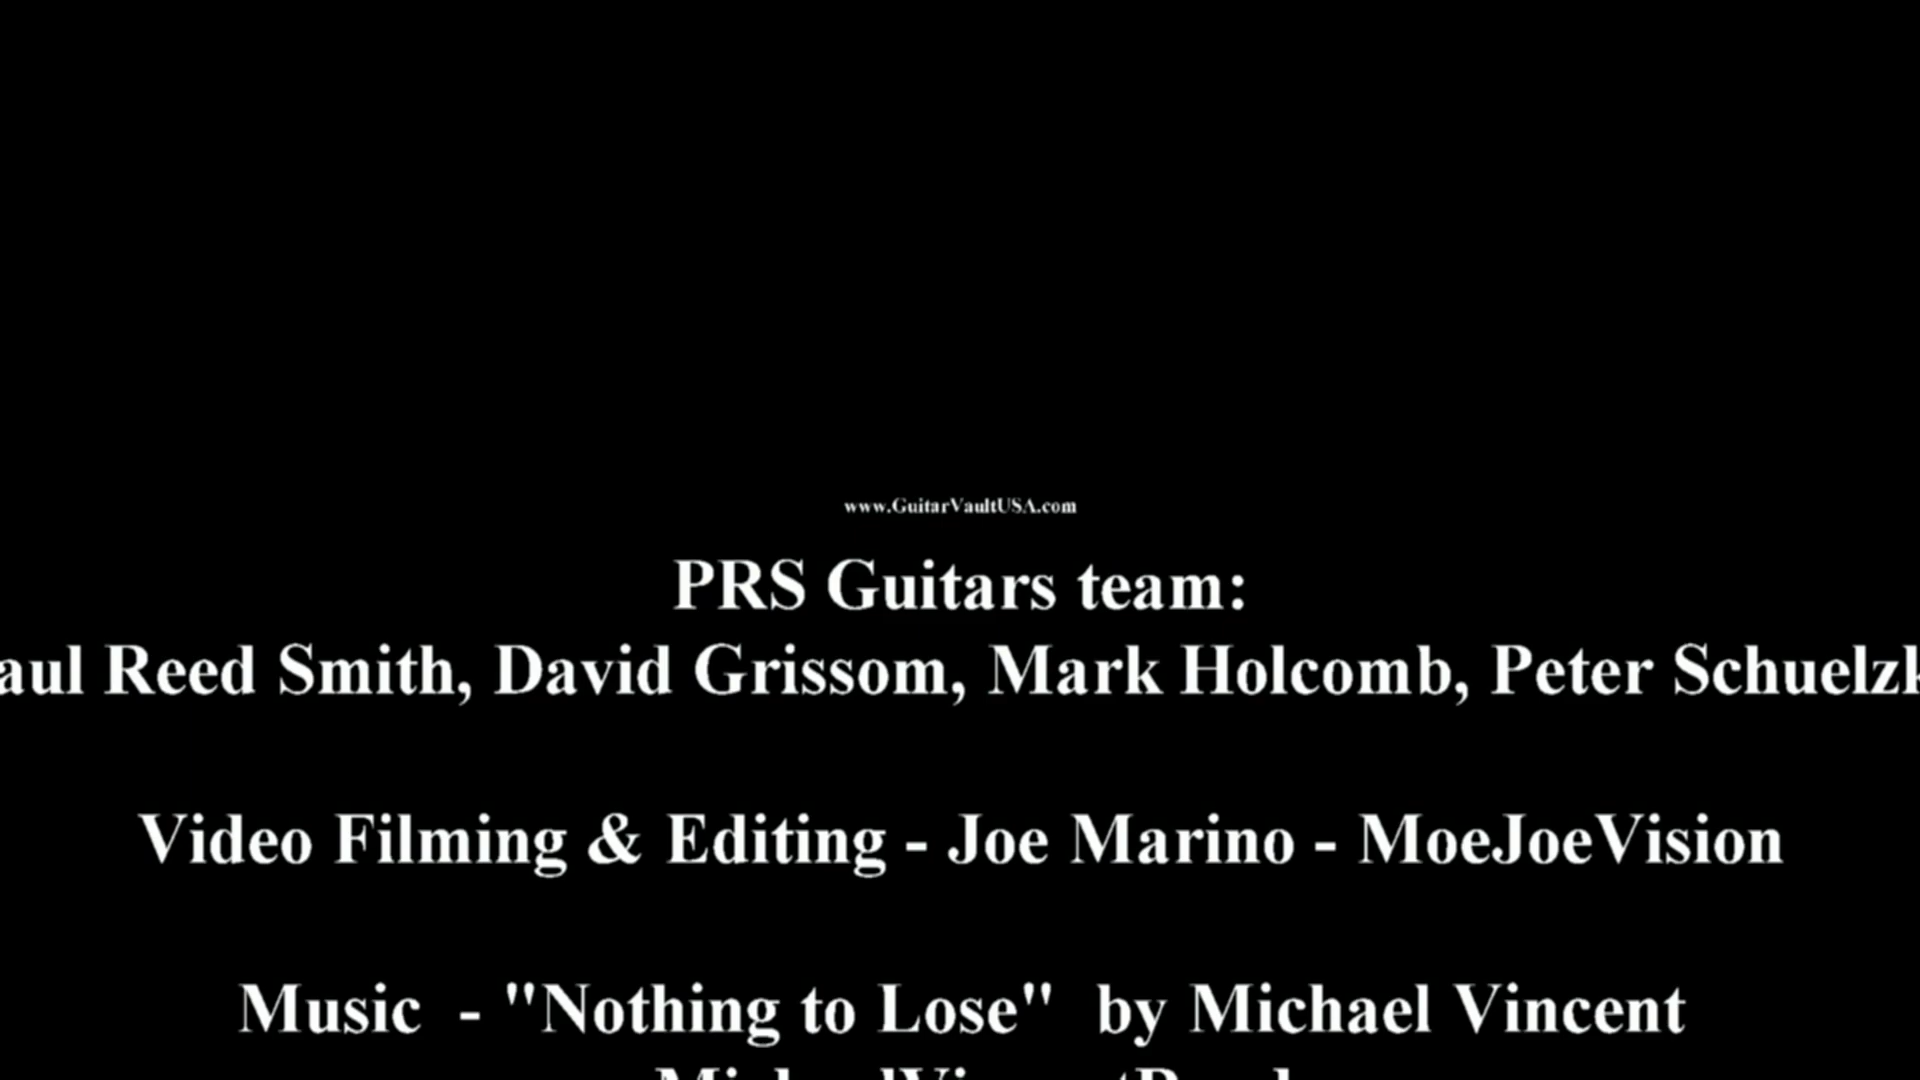 www.GuitarVaultUSA.com
PRS Guitars team:
aul Reed Smith, David Grissom, Mark Holcomb, Peter Schuelzk
Video Filming & Editing - Joe Marino - MoeJoeVision
Music - "Nothing to Lose" by Michael Vincent